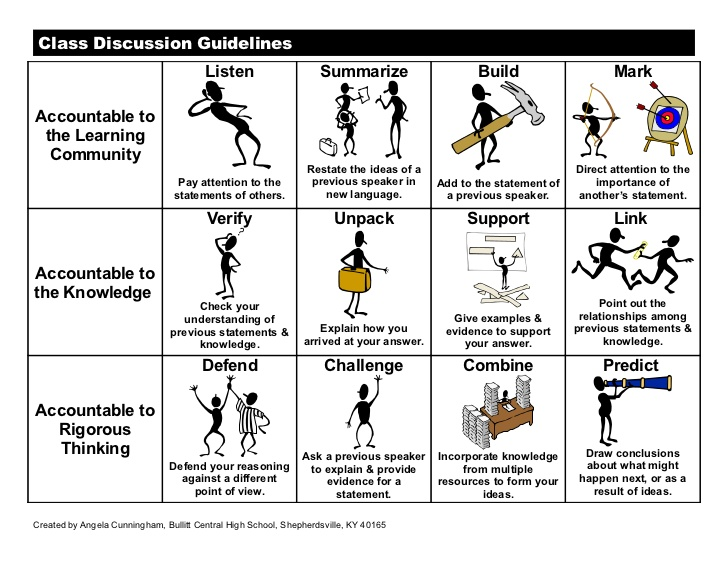 Class Discussion Guidelines
Accountable to
the Learning
Community
Listen
Pay attention to the
statements of others.
Summarize
Restate the ideas of a
previous speaker in
new language.
Build
Add to the statement of
a previous speaker.
Mark
Direct attention to the
importance of
another's statement.
Accountable to
the Knowledge
Verify
?
Check your
understanding of
previous statements &
knowledge.
Unpack
Explain how you
arrived at your answer.
Support
Give examples &
evidence to support
your answer.
Link
Point out the
relationships among
previous statements &
knowledge.
Accountable to
Rigorous
Thinking
Defend
Defend your reasoning
against a different
point of view.
Challenge
Ask a previous speaker
to explain & provide
evidence for a
statement.
Combine
Incorporate knowledge
from multiple
resources to form your
ideas.
Predict
Draw conclusions
about what might
happen next, or as a
result of ideas.
Created by Angela Cunningham, Bullitt Central High School, Shepherdsville, KY 40165